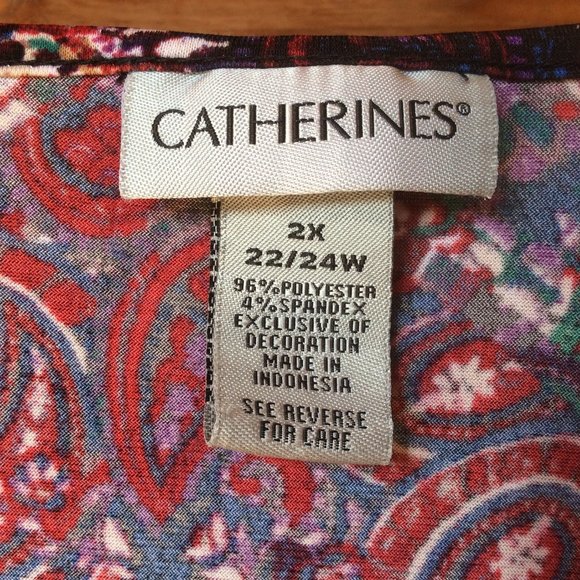 CATHERINES®
2X
22/24W
96%POLYESTER
4%SPANDEX
EXCLUSIVE OF
DECORATION
MADE IN
INDONESIA
SEE REVERSE
FOR CARE